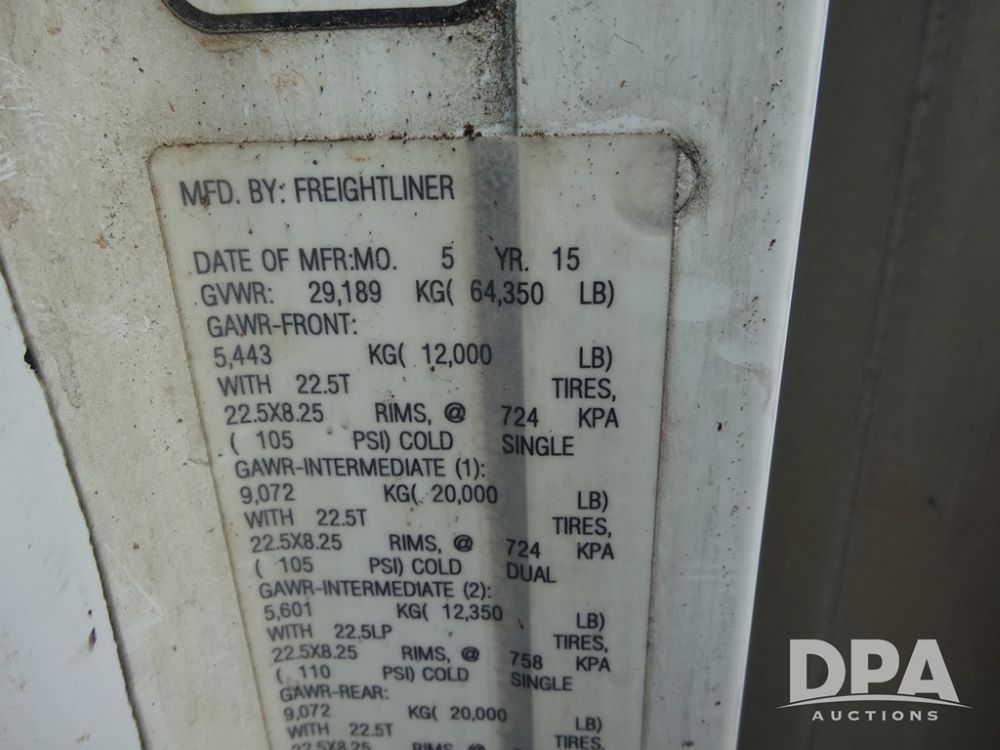 MFD. BY: FREIGHTLINER
DATE OF MFR:MO. 5 YR. 15
GVWR: 29,189 KG( 64,350 LB)
GAWR-FRONT:
5,443 KG( 12,000 LB)
WITH 22.5T TIRES,
22.5X8.25 RIMS, @ 724 KPA
( 105 PSI) COLD SINGLE
GAWR-INTERMEDIATE (1):
9,072 KG( 20,000 LB)
WITH 22.5T TIRES,
22.5X8.25 RIMS, @ 724 KPA
( 105 PSI) COLD DUAL
GAWR-INTERMEDIATE (2):
5,601 KG( 12,350 LB)
WITH 22.5LP TIRES,
22.5X8.25 RIMS, @ 758 KPA
( 110 PSI) COLD SINGLE
GAWR-REAR:
9,072 KG( 20,000 LB)
WITH 22.5T TIRES,
22.5X8.25 RIMS, @
DPA
AUCTIONS